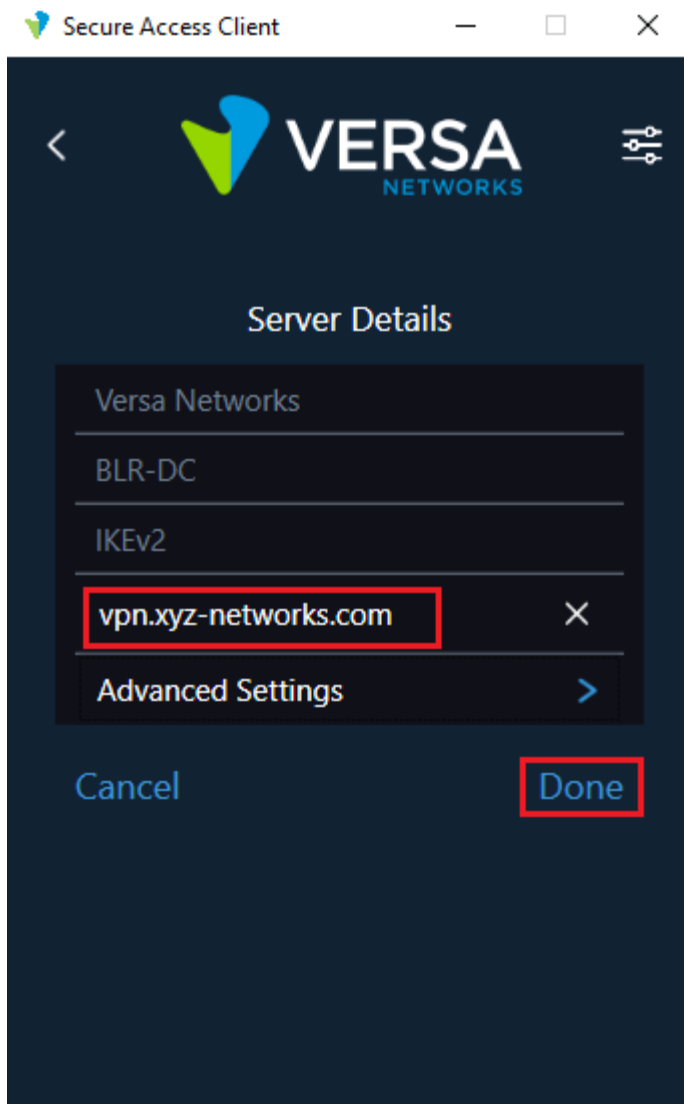 Secure Access Client
VERSA
NETWORKS
Server Details
Versa Networks
BLR-DC
IKEv2
vpn.xyz-networks.com
Advanced Settings
Cancel Done